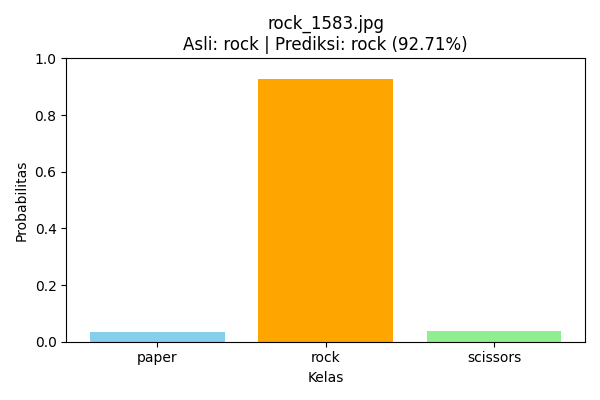 rock_1583.jpg
Asli: rock | Prediksi: rock (92.71%)
1.0
0.8
0.6
0.4
0.2
0.0
Probabilitas
paper
rock
scissors
Kelas